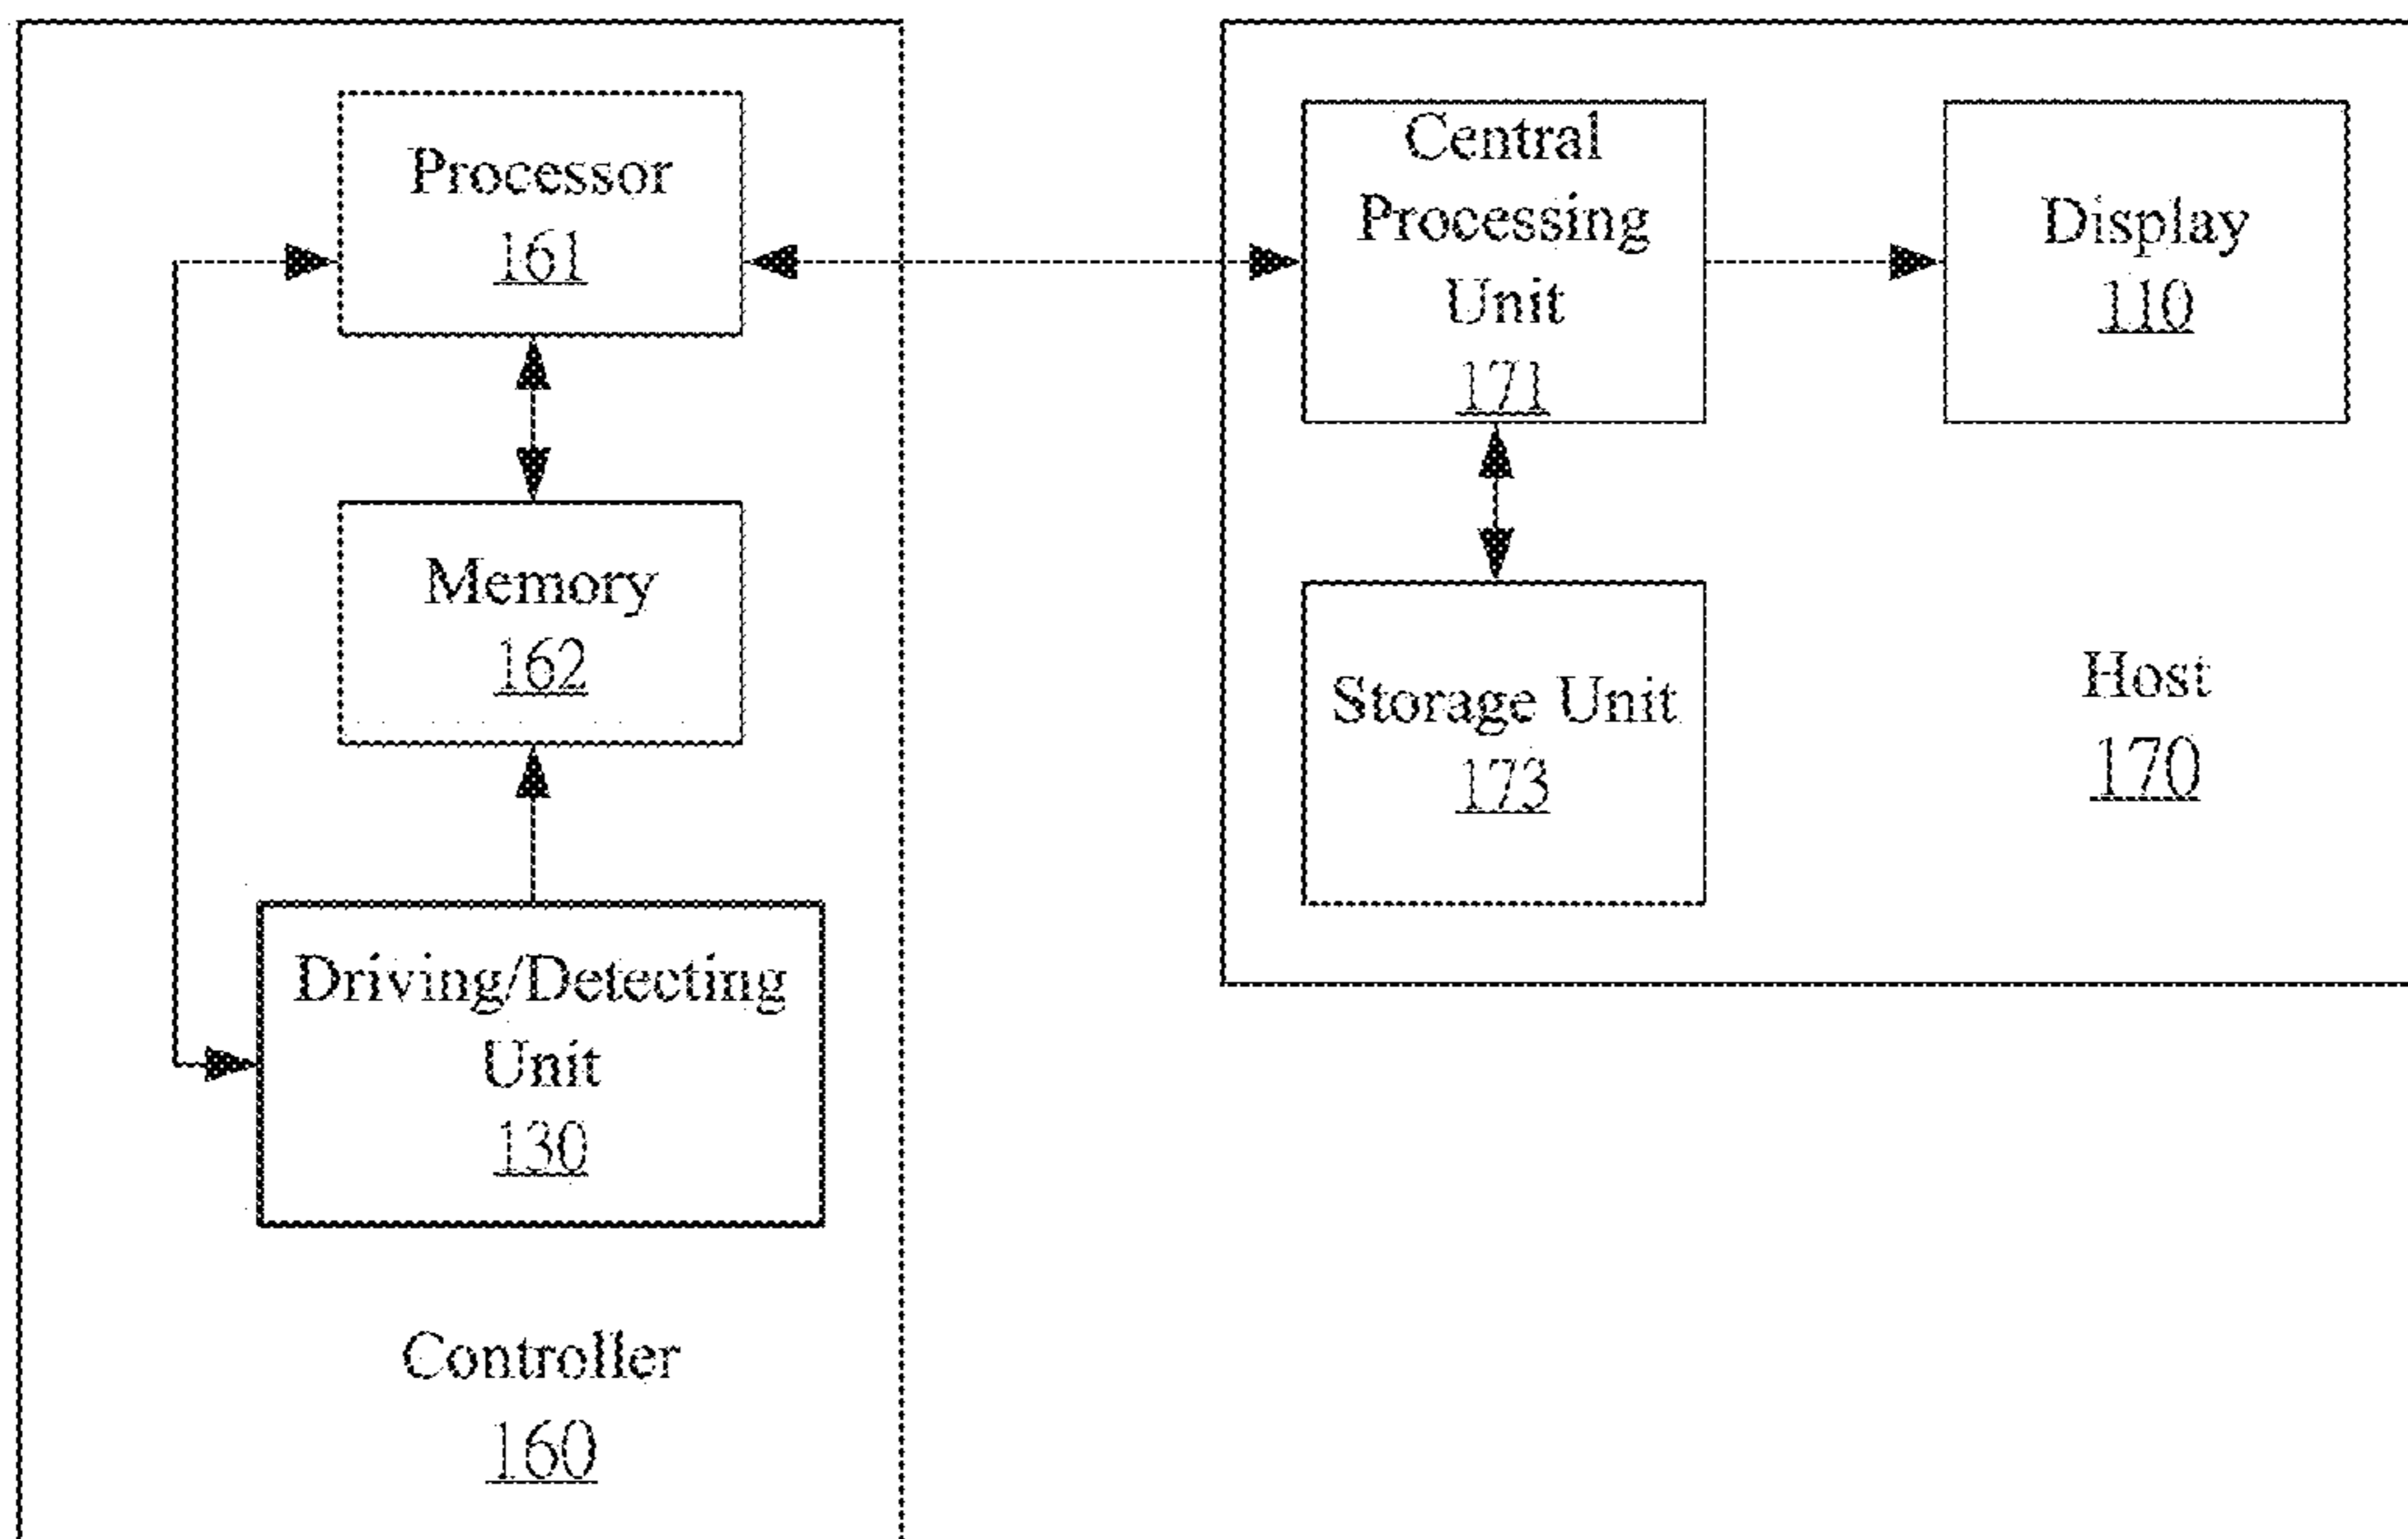 Processor
161
Memory
162
Driving/Detecting
Unit
130
Controller
160
Central
Processing
Unit
171
Display
110
Storage Unit
173
Host
170